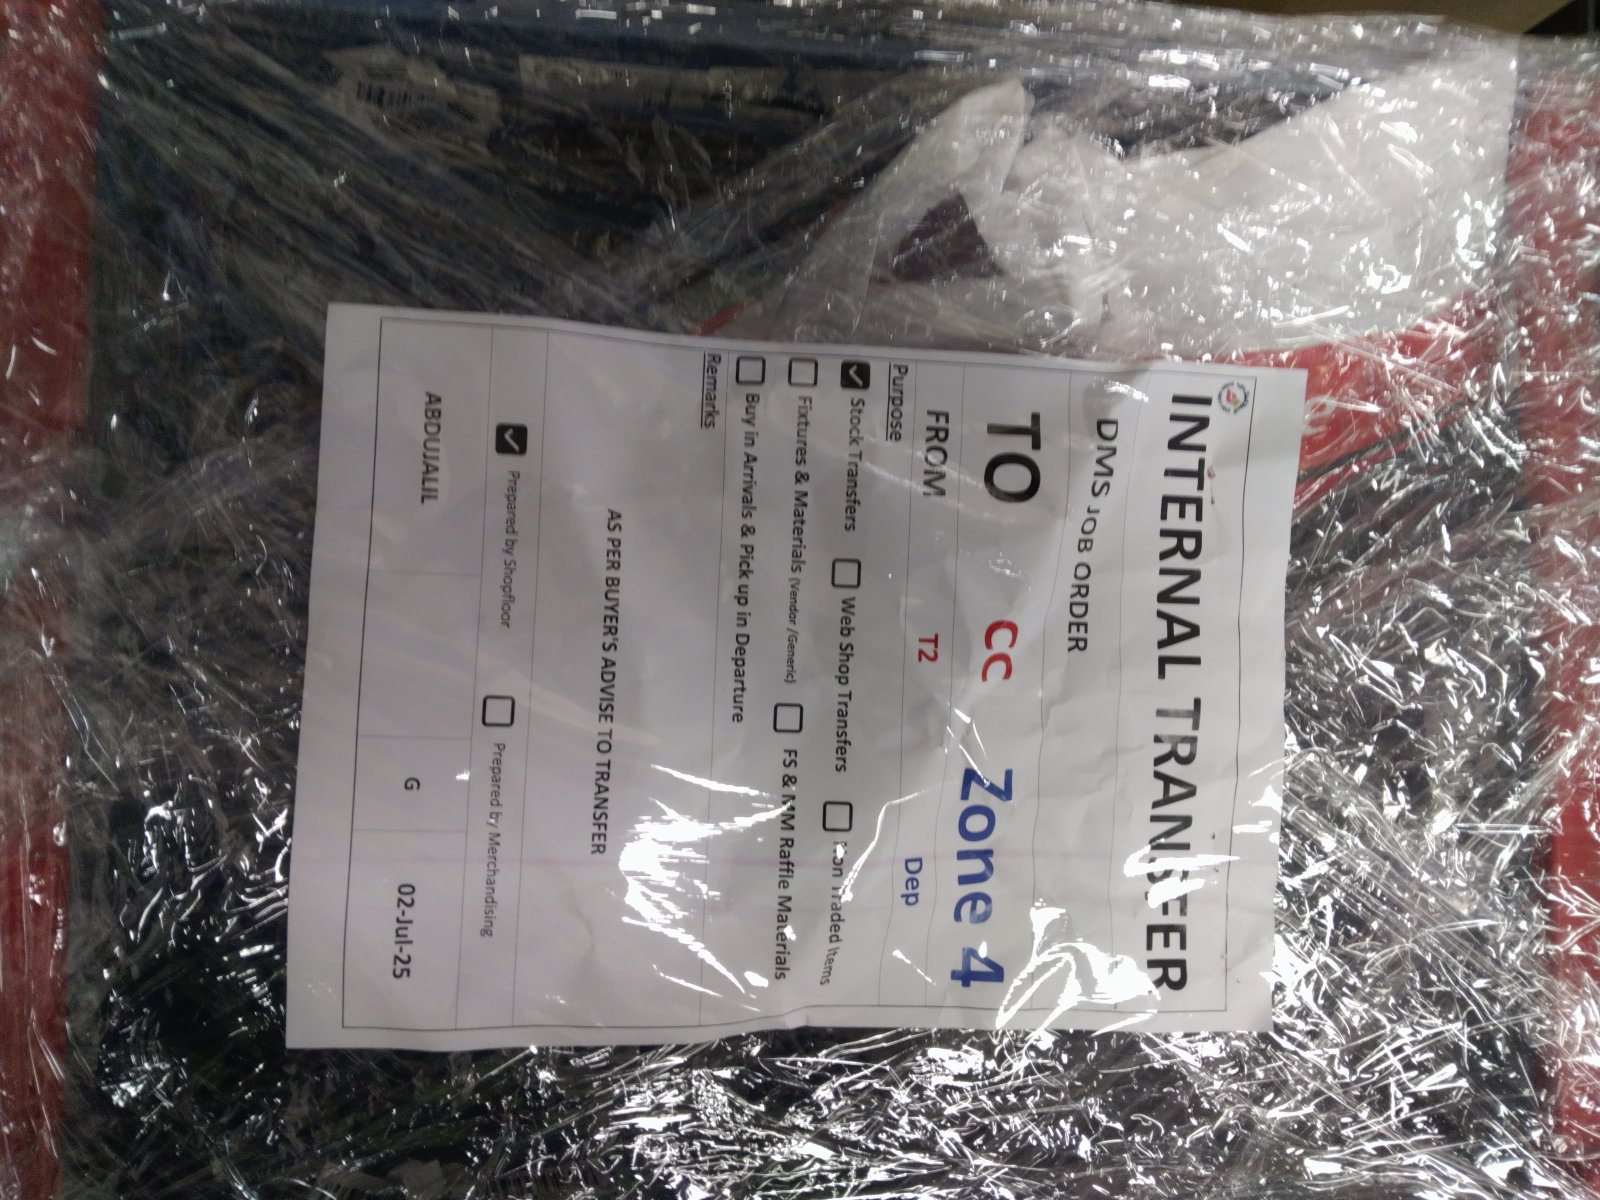 INTERNAL TRANSFER
DMS JOB ORDER
TO CC Zone 4
FROM T2 Dep
Purpose
Stock Transfers Web Shop Transfers Non Traded Items
Fixtures & Materials (Vendor /Generic) FS & MM Raffle Materials
Buy in Arrivals & Pick up in Departure
Remarks
AS PER BUYER'S ADVISE TO TRANSFER
Prepared by Shopfloor Prepared by Merchandising
ABDUJALIL G 02-Jul-25